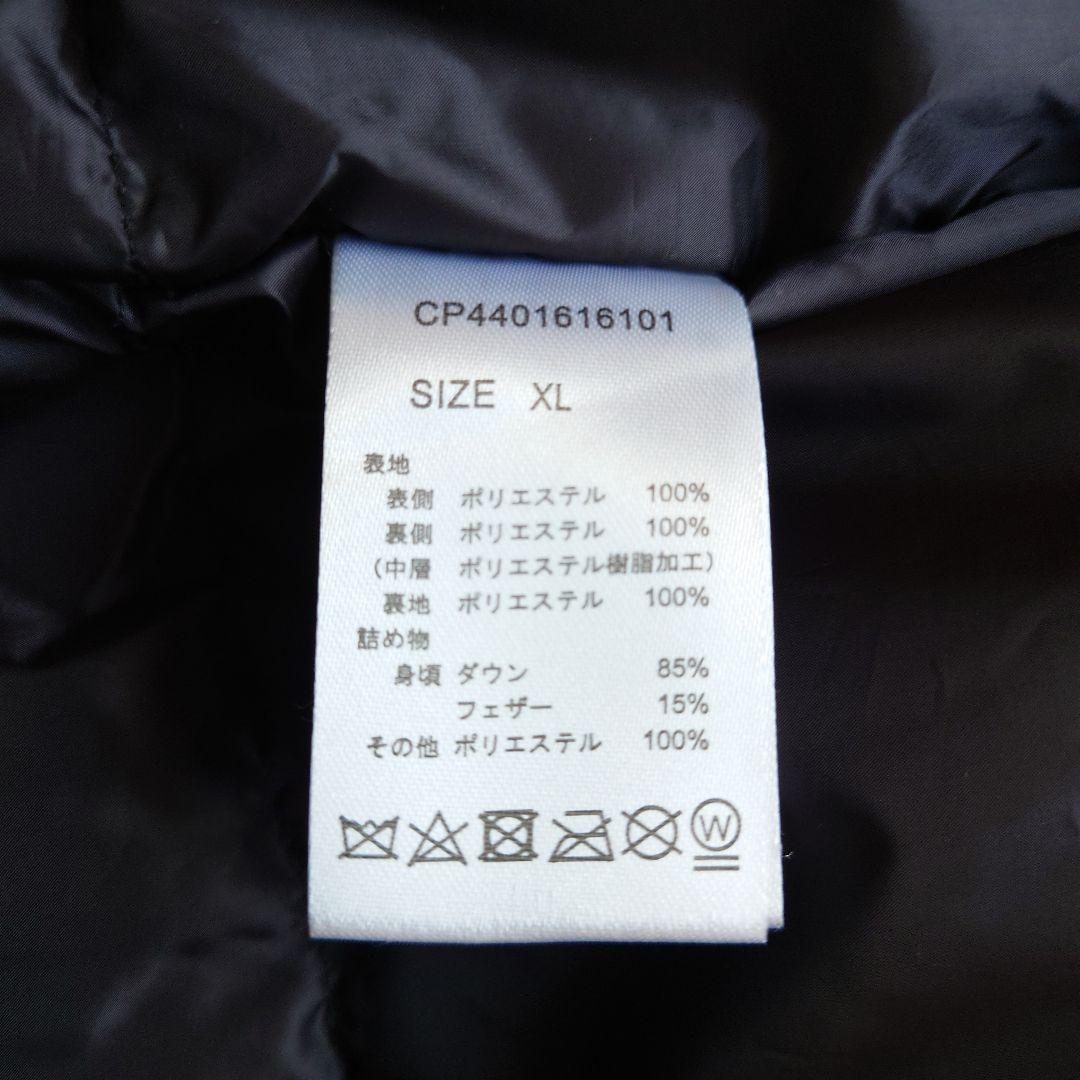 CP4401616101
SIZE XL
表地
表側 ポリエステル 100%
裏側 ポリエステル 100%
(中層 ポリエステル樹脂加工)
裏地 ポリエステル 100%
詰め物
身頃 ダウン 85%
フェザー 15%
その他 ポリエステル 100%
W